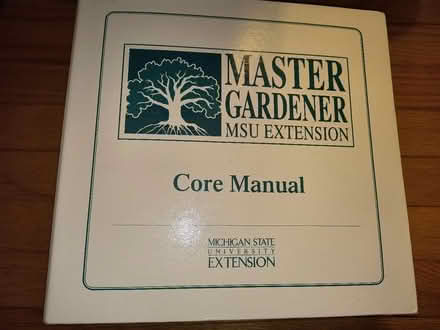 MASTER
GARDENER
MSU EXTENSION
Core Manual
MICHIGAN STATE
UNIVERSITY
EXTENSION